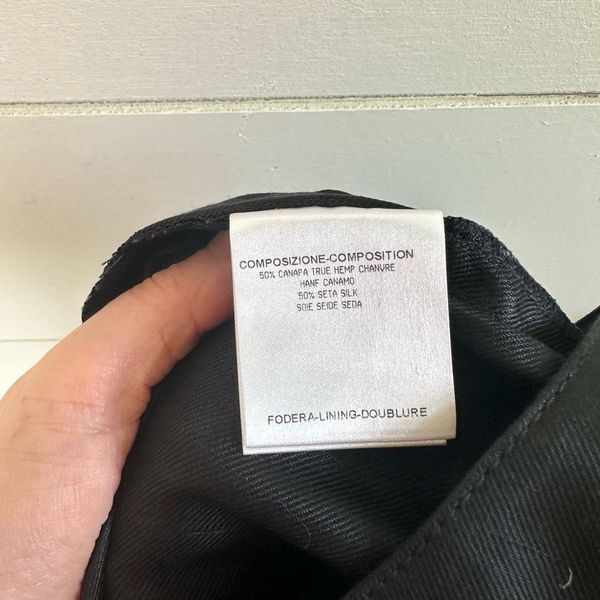 COMPOSIZIONE-COMPOSITION
50% CANAPA TRUE HEMP CHANVRE
HANF CANAMO
50% SETA SILK
SOIE SEIDE SEDA
FODERA-LINING-DOUBLURE